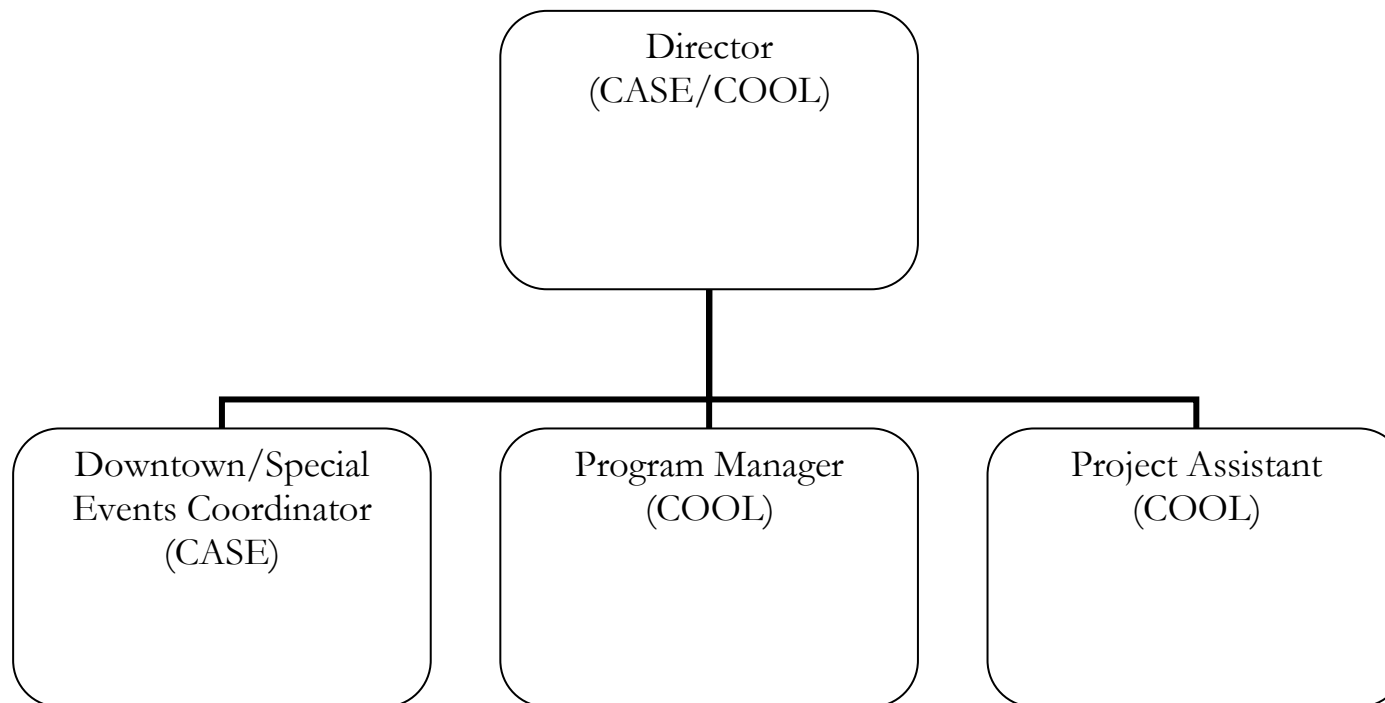 Director
(CASE/COOL)
Downtown/Special
Events Coordinator
(CASE)
Program Manager
(COOL)
Project Assistant
(COOL)